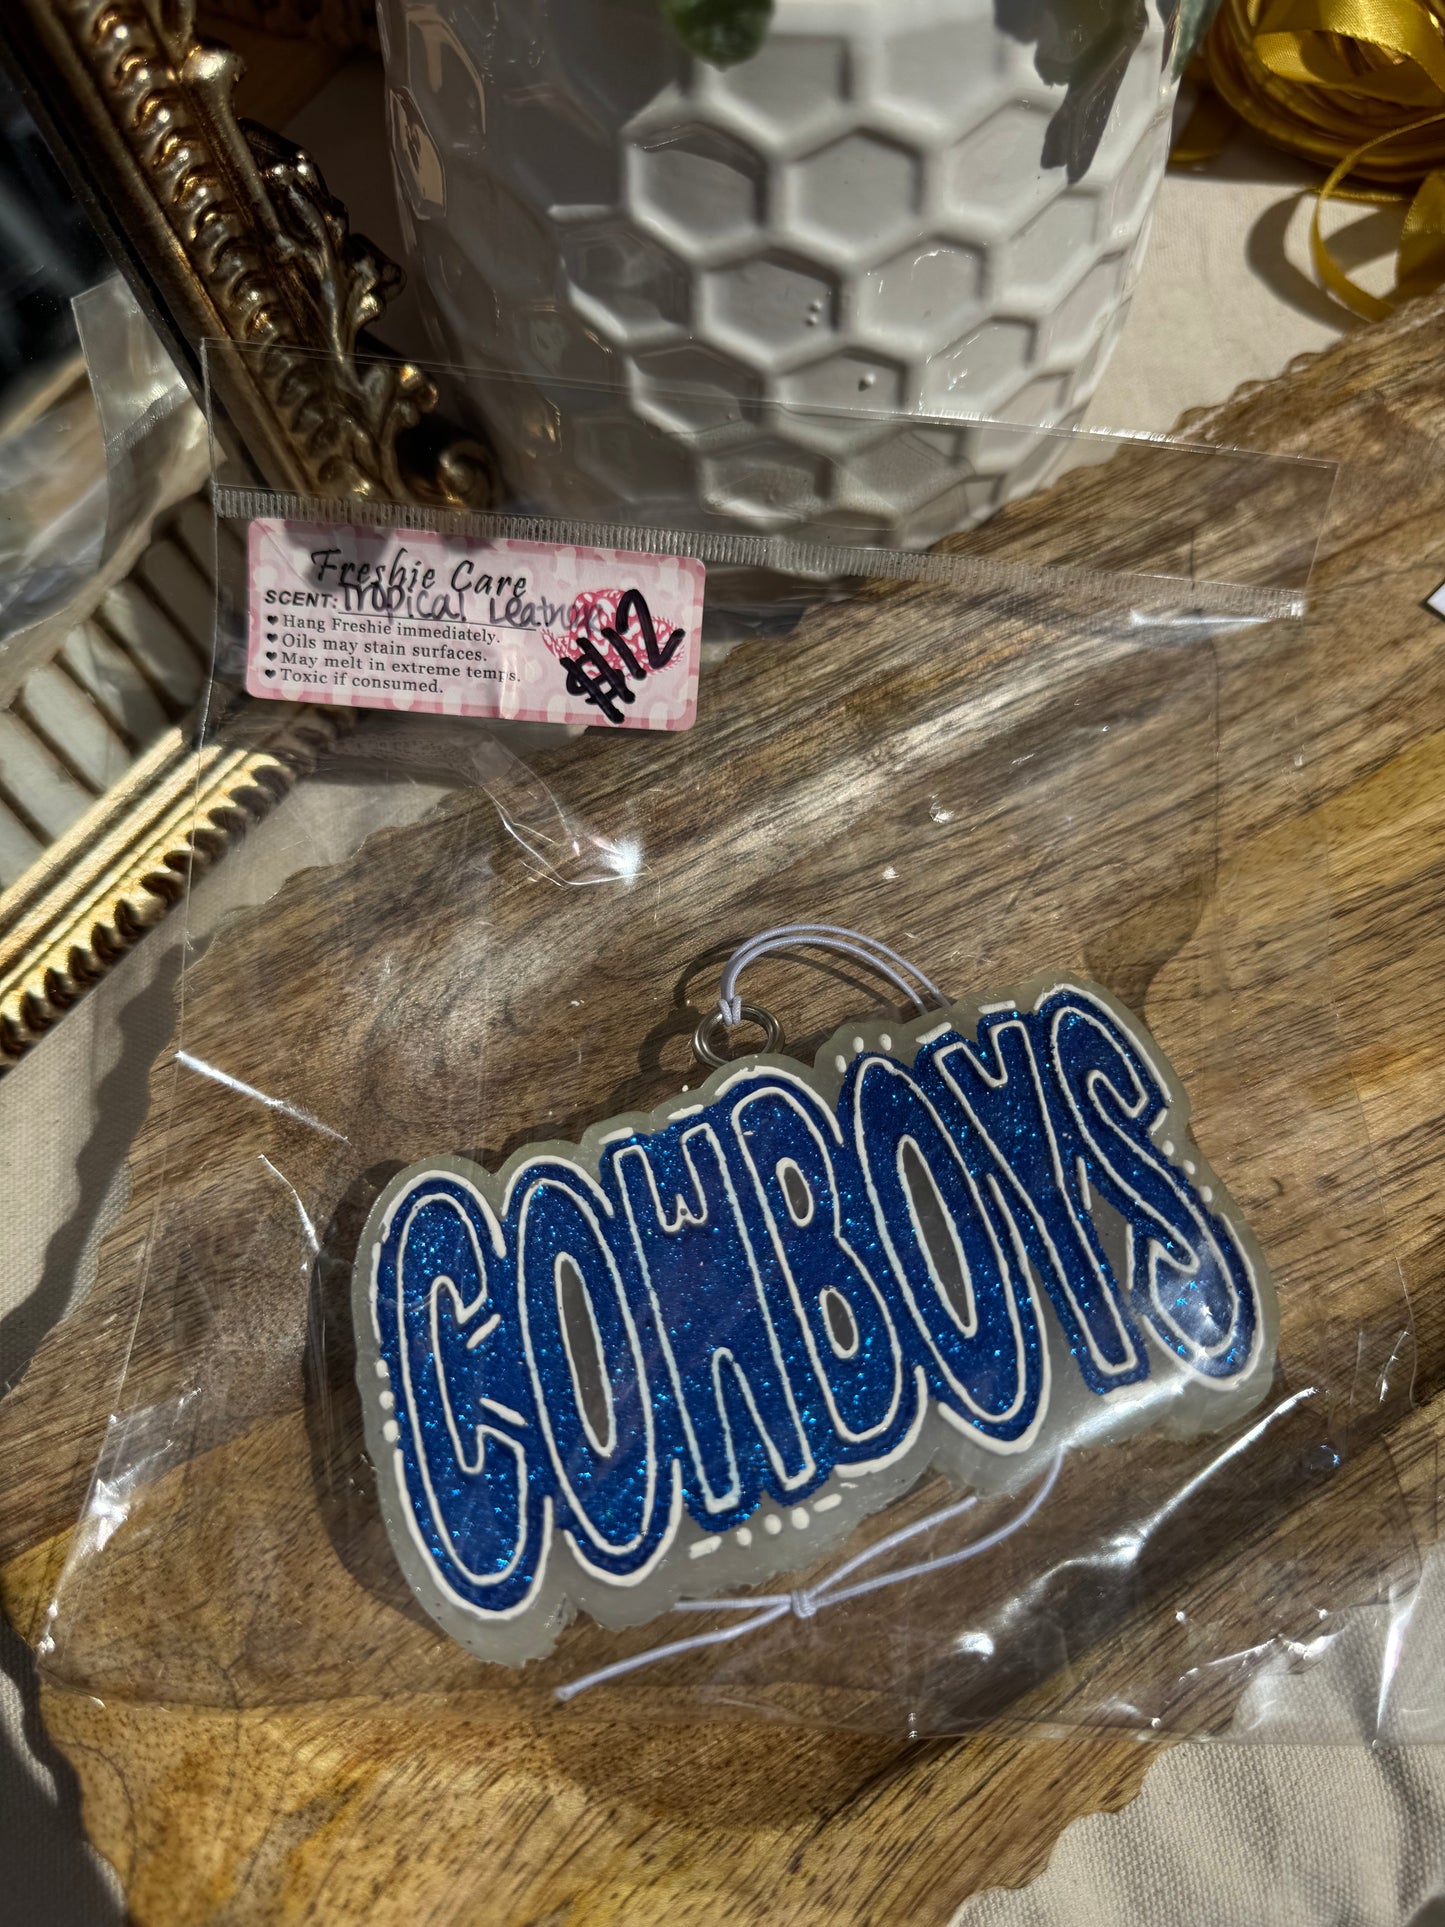 Freshie Care
SCENT: Tropical Leather
♥ Hang Freshie immediately.
♥ Oils may stain surfaces.
♥ May melt in extreme temps.
♥ Toxic if consumed.
#12
COWBOYS